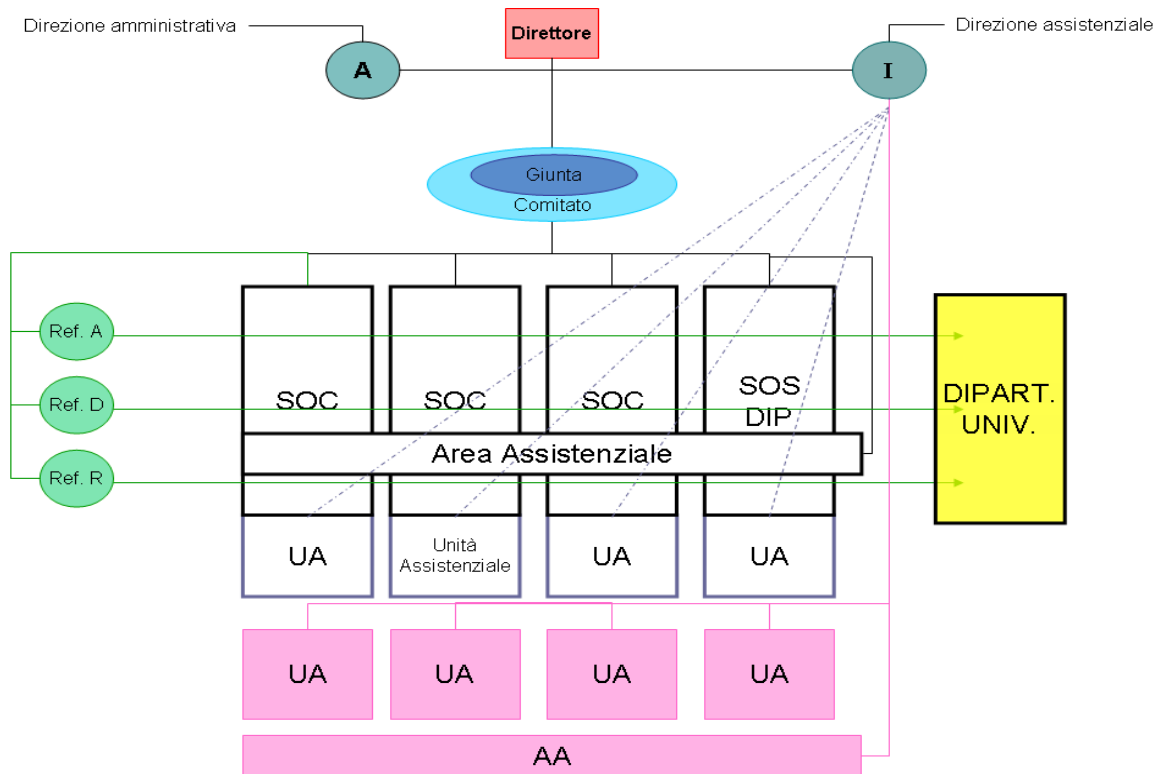 Direzione amministrativa
Direttore
Direzione assistenziale
A
I
Giunta
Comitato
Ref. A
Ref. D
Ref. R
SOC
SOC
SOC
SOS
DIP
DIPART.
UNIV.
Area Assistenziale
UA
Unità
Assistenziale
UA
UA
UA
UA
UA
UA
AA